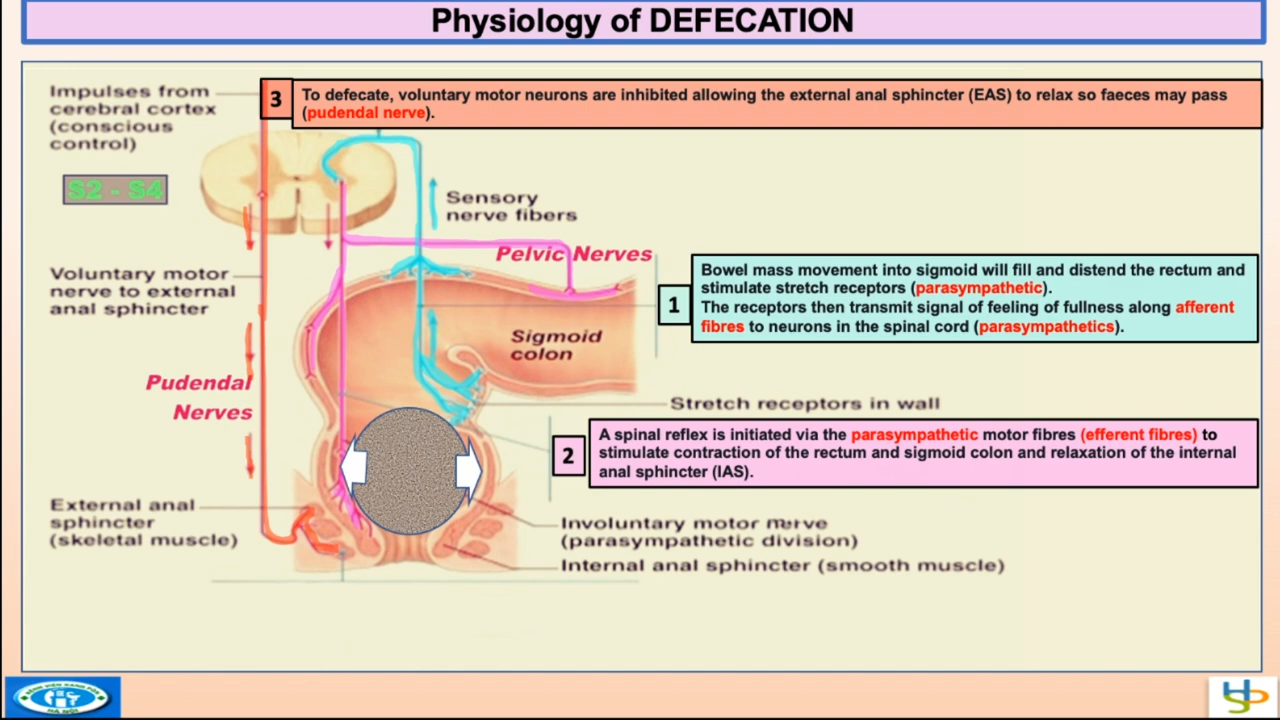 Physiology of DEFECATION
Impulses from
cerebral cortex
(conscious
control)
3
To defecate, voluntary motor neurons are inhibited allowing the external anal sphincter (EAS) to relax so faeces may pass
(pudendal nerve).
S2 - S4
Sensory
nerve fibers
Pelvic Nerves
Voluntary motor
nerve to external
anal sphincter
1
Bowel mass movement into sigmoid will fill and distend the rectum and
stimulate stretch receptors (parasympathetic).
The receptors then transmit signal of feeling of fullness along afferent
fibres to neurons in the spinal cord (parasympathetics).
Sigmoid
colon
Pudendal
Nerves
Stretch receptors in wall
2
A spinal reflex is initiated via the parasympathetic motor fibres (efferent fibres) to
stimulate contraction of the rectum and sigmoid colon and relaxation of the internal
anal sphincter (IAS).
External anal
sphincter
(skeletal muscle)
Involuntary motor nerve
(parasympathetic division)
Internal anal sphincter (smooth muscle)
HÀ NỘI